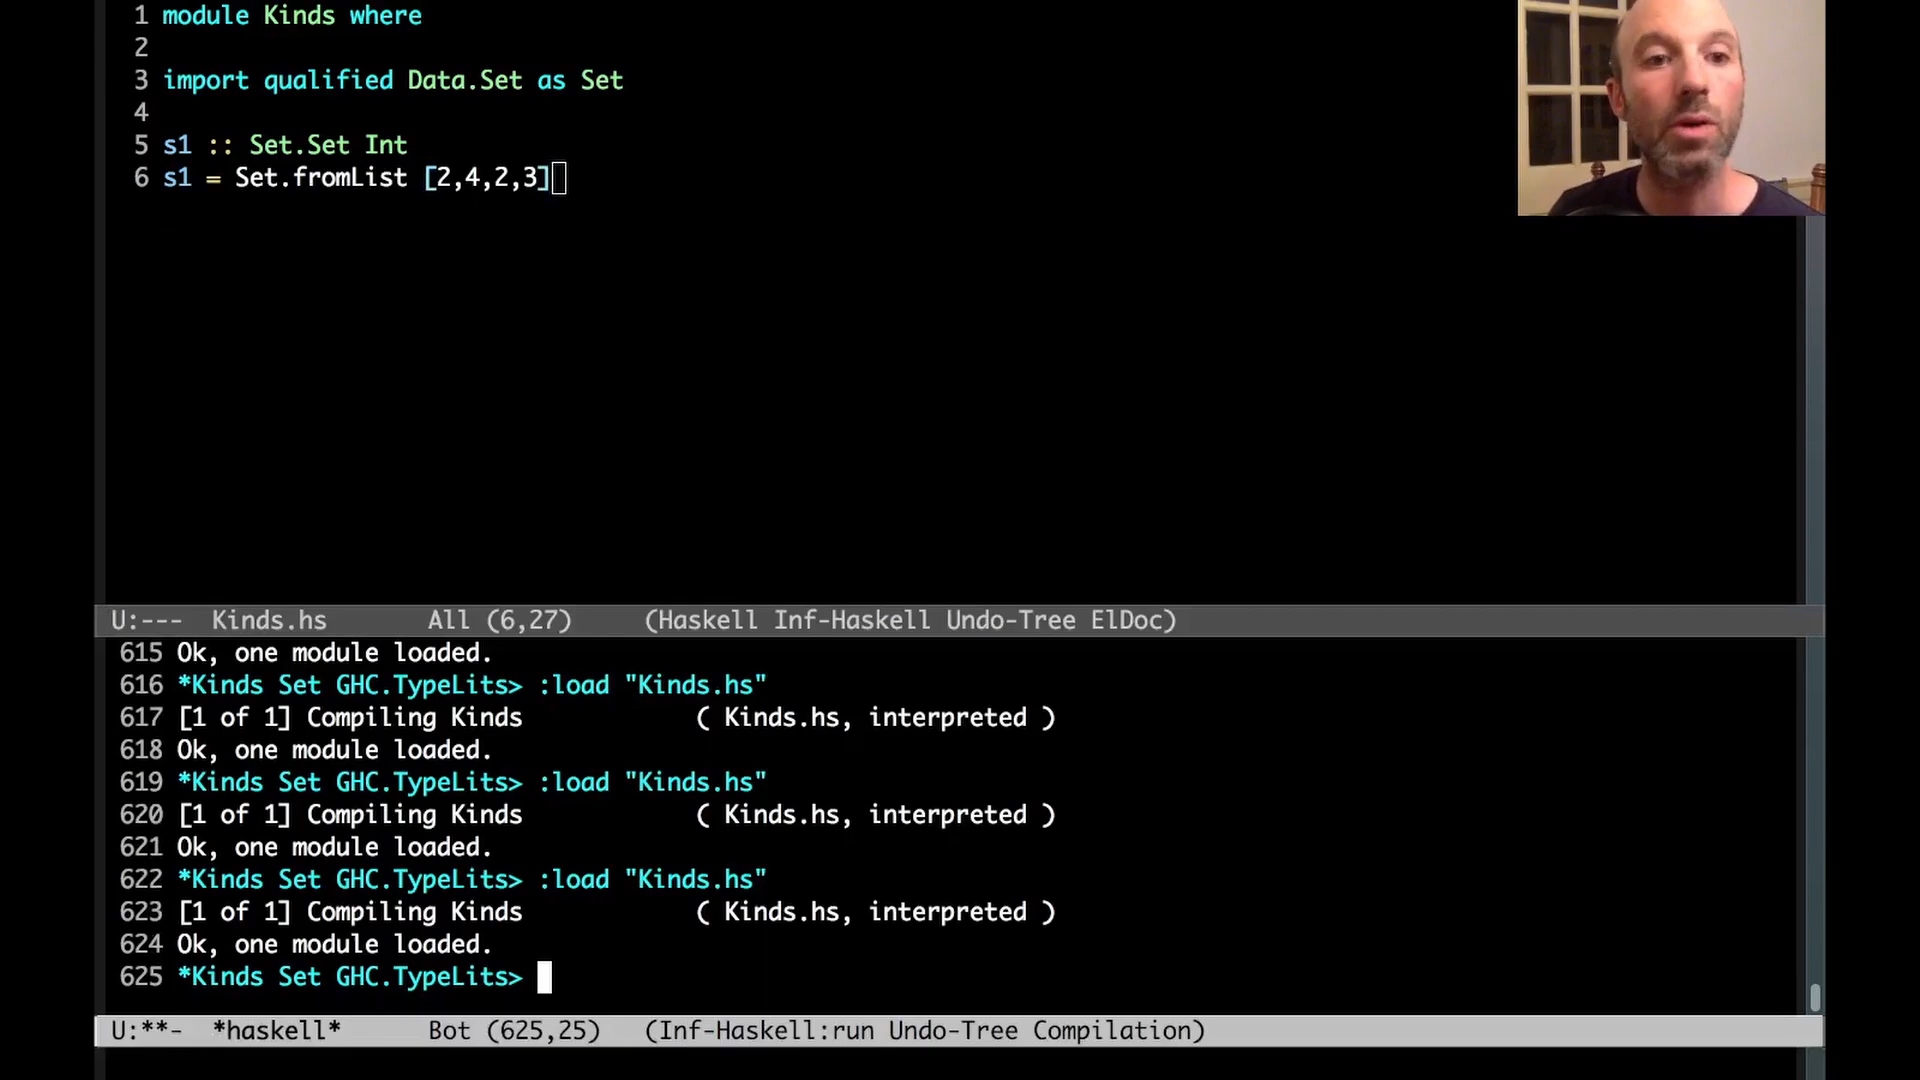 1 module Kinds where
2
3 import qualified Data.Set as Set
4
5 s1 :: Set.Set Int
6 s1 = Set.fromList [2,4,2,3]
U:--- Kinds.hs All (6,27) (Haskell Inf-Haskell Undo-Tree ElDoc)
615 Ok, one module loaded.
616 *Kinds Set GHC.TypeLits> :load "Kinds.hs"
617 [1 of 1] Compiling Kinds ( Kinds.hs, interpreted )
618 Ok, one module loaded.
619 *Kinds Set GHC.TypeLits> :load "Kinds.hs"
620 [1 of 1] Compiling Kinds ( Kinds.hs, interpreted )
621 Ok, one module loaded.
622 *Kinds Set GHC.TypeLits> :load "Kinds.hs"
623 [1 of 1] Compiling Kinds ( Kinds.hs, interpreted )
624 Ok, one module loaded.
625 *Kinds Set GHC.TypeLits>
U:**- *haskell* Bot (625,25) (Inf-Haskell:run Undo-Tree Compilation)